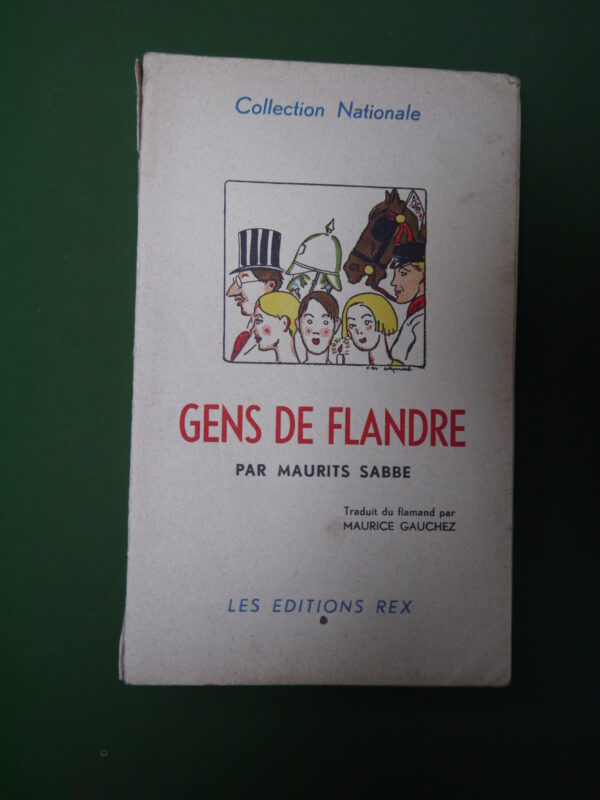 Collection Nationale
GENS DE FLANDRE
PAR MAURITS SABBE
Traduit du flamand par
MAURICE GAUCHEZ
LES EDITIONS REX